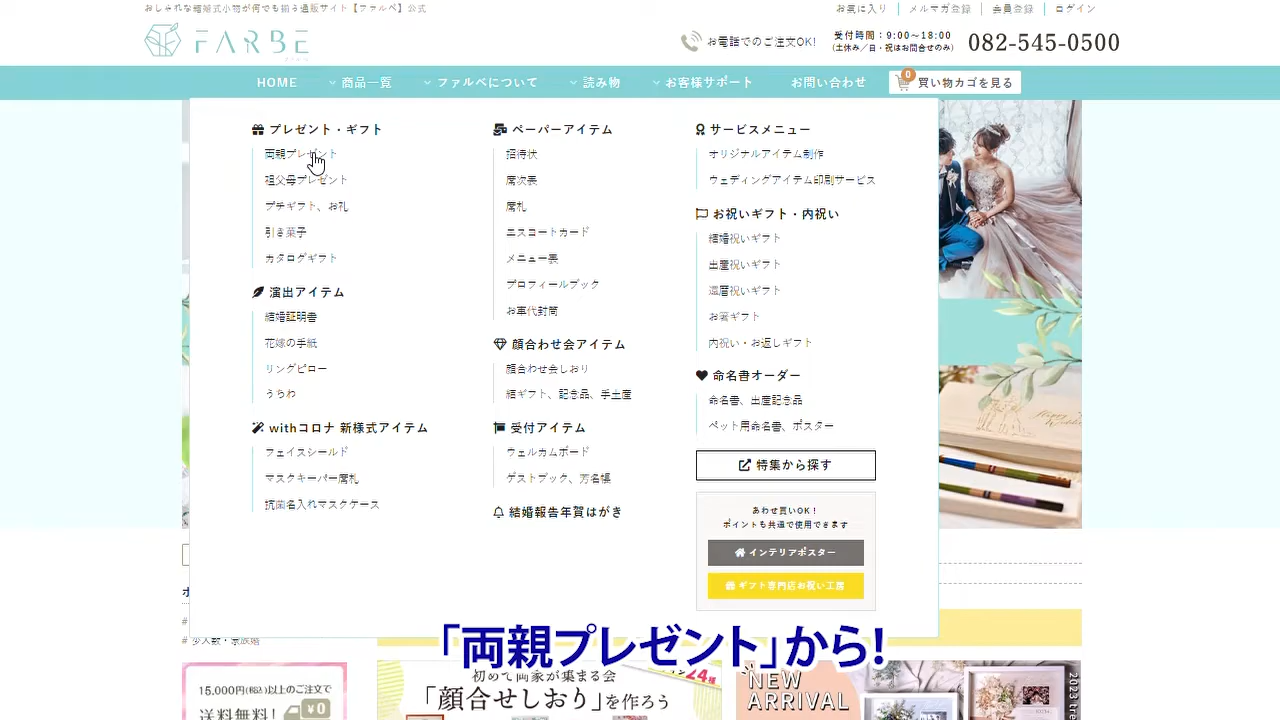 おしゃれな結婚式小物が何でも揃う通販サイト【ファルベ】公式
お気に入り
メルマガ登録
会員登録
ログイン
FARBE
お電話でのご注文OK!
受付時間：9:00～18:00
(土休み／日・祝はお問合せのみ)
082-545-0500
HOME
商品一覧
ファルベについて
読み物
お客様サポート
お問い合わせ
0
買い物カゴを見る
プレゼント・ギフト
両親プレゼント
祖父母プレゼント
プチギフト、お礼
引き菓子
カタログギフト
演出アイテム
結婚証明書
花嫁の手紙
リングピロー
うちわ
withコロナ 新様式アイテム
フェイスシールド
マスクキーパー席札
抗菌名入れマスクケース
ペーパーアイテム
招待状
席次表
席札
エスコートカード
メニュー表
プロフィールブック
お車代封筒
顔合わせ会アイテム
顔合わせ会しおり
結ギフト、記念品、手土産
受付アイテム
ウェルカムボード
ゲストブック、芳名帳
結婚報告年賀はがき
サービスメニュー
オリジナルアイテム制作
ウェディングアイテム印刷サービス
お祝いギフト・内祝い
結婚祝いギフト
出産祝いギフト
還暦祝いギフト
お箸ギフト
内祝い・お返しギフト
命名書オーダー
命名書、出産記念品
ペット用命名書、ポスター
特集から探す
あわせ買いOK！
ポイントも共通で使用できます
インテリアポスター
ギフト専門店お祝い工房
# 少人数・家族婚
「両親プレゼント」から!
15,000円(税込)以上のご注文で
送料無料!
¥0
初めて両家が集まる会
「顔合せしおり」を作ろう
24種
NEW
ARRIVAL